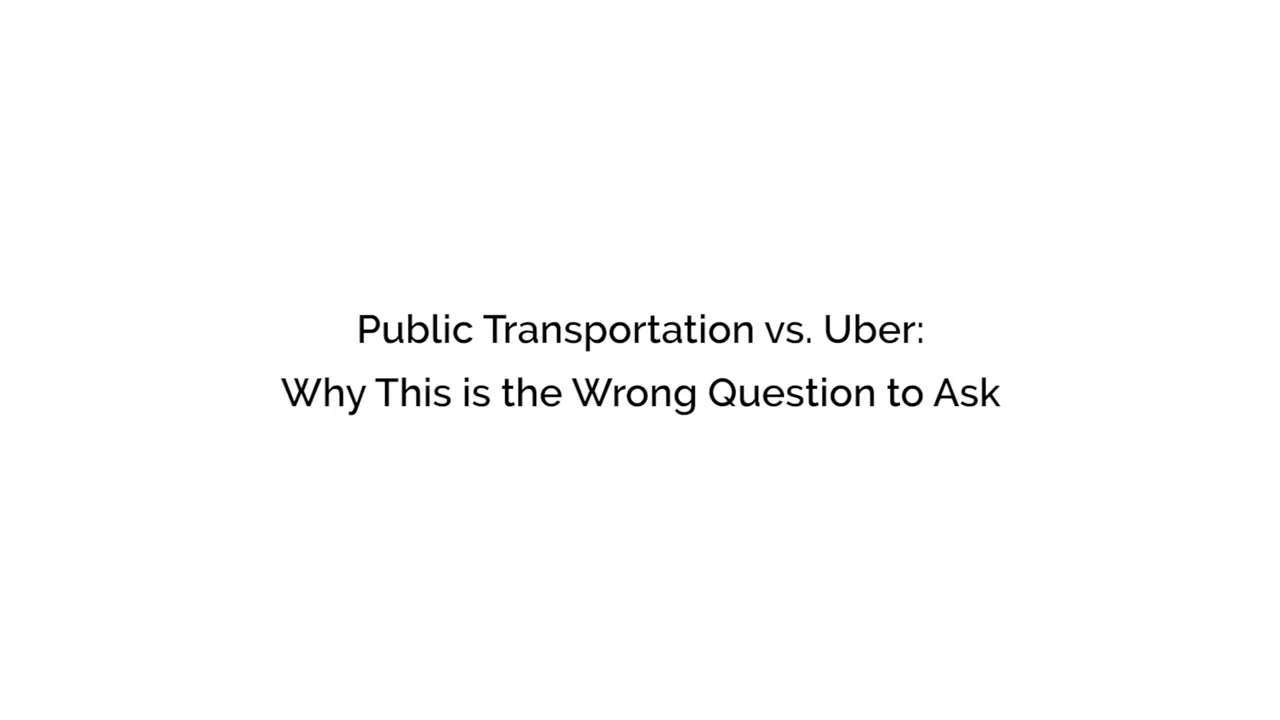 Public Transportation vs. Uber:
Why This is the Wrong Question to Ask